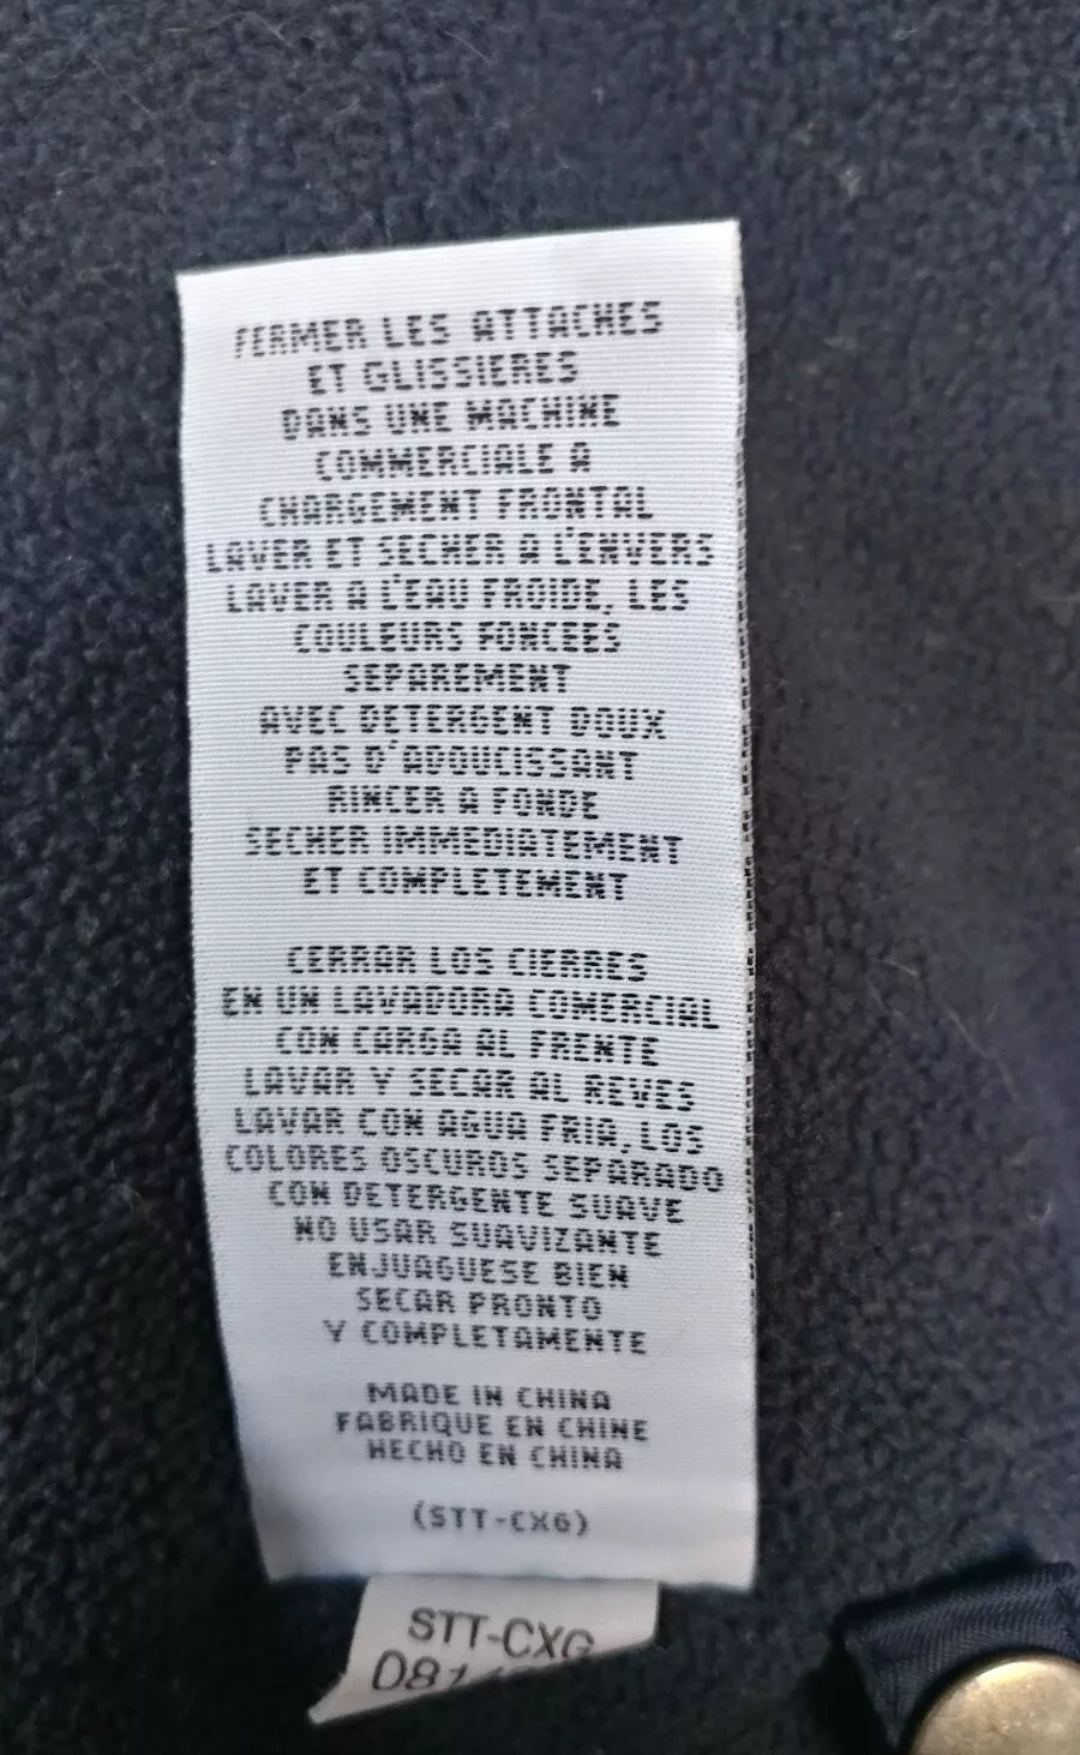 FERMER LES ATTACHES
ET GLISSIERES
DANS UNE MACHINE
COMMERCIALE A
CHARGEMENT FRONTAL
LAVER ET SECHER A L'ENVERS
LAVER A L'EAU FROIDE, LES
COULEURS FONCEES
SEPAREMENT
AVEC DETERGENT DOUX
PAS D'ADOUCISSANT
RINCER A FONDE
SECHER IMMEDIATEMENT
ET COMPLETEMENT
CERRAR LOS CIERRES
EN UN LAVADORA COMERCIAL
CON CARGA AL FRENTE
LAVAR Y SECAR AL REVES
LAVAR CON AGUA FRIA, LOS
COLORES OSCUROS SEPARADO
CON DETERGENTE SUAVE
NO USAR SUAVIZANTE
ENJUAGUESE BIEN
SECAR PRONTO
Y COMPLETAMENTE
MADE IN CHINA
FABRIQUE EN CHINE
HECHO EN CHINA
(STT-CXG)
STT-CXG